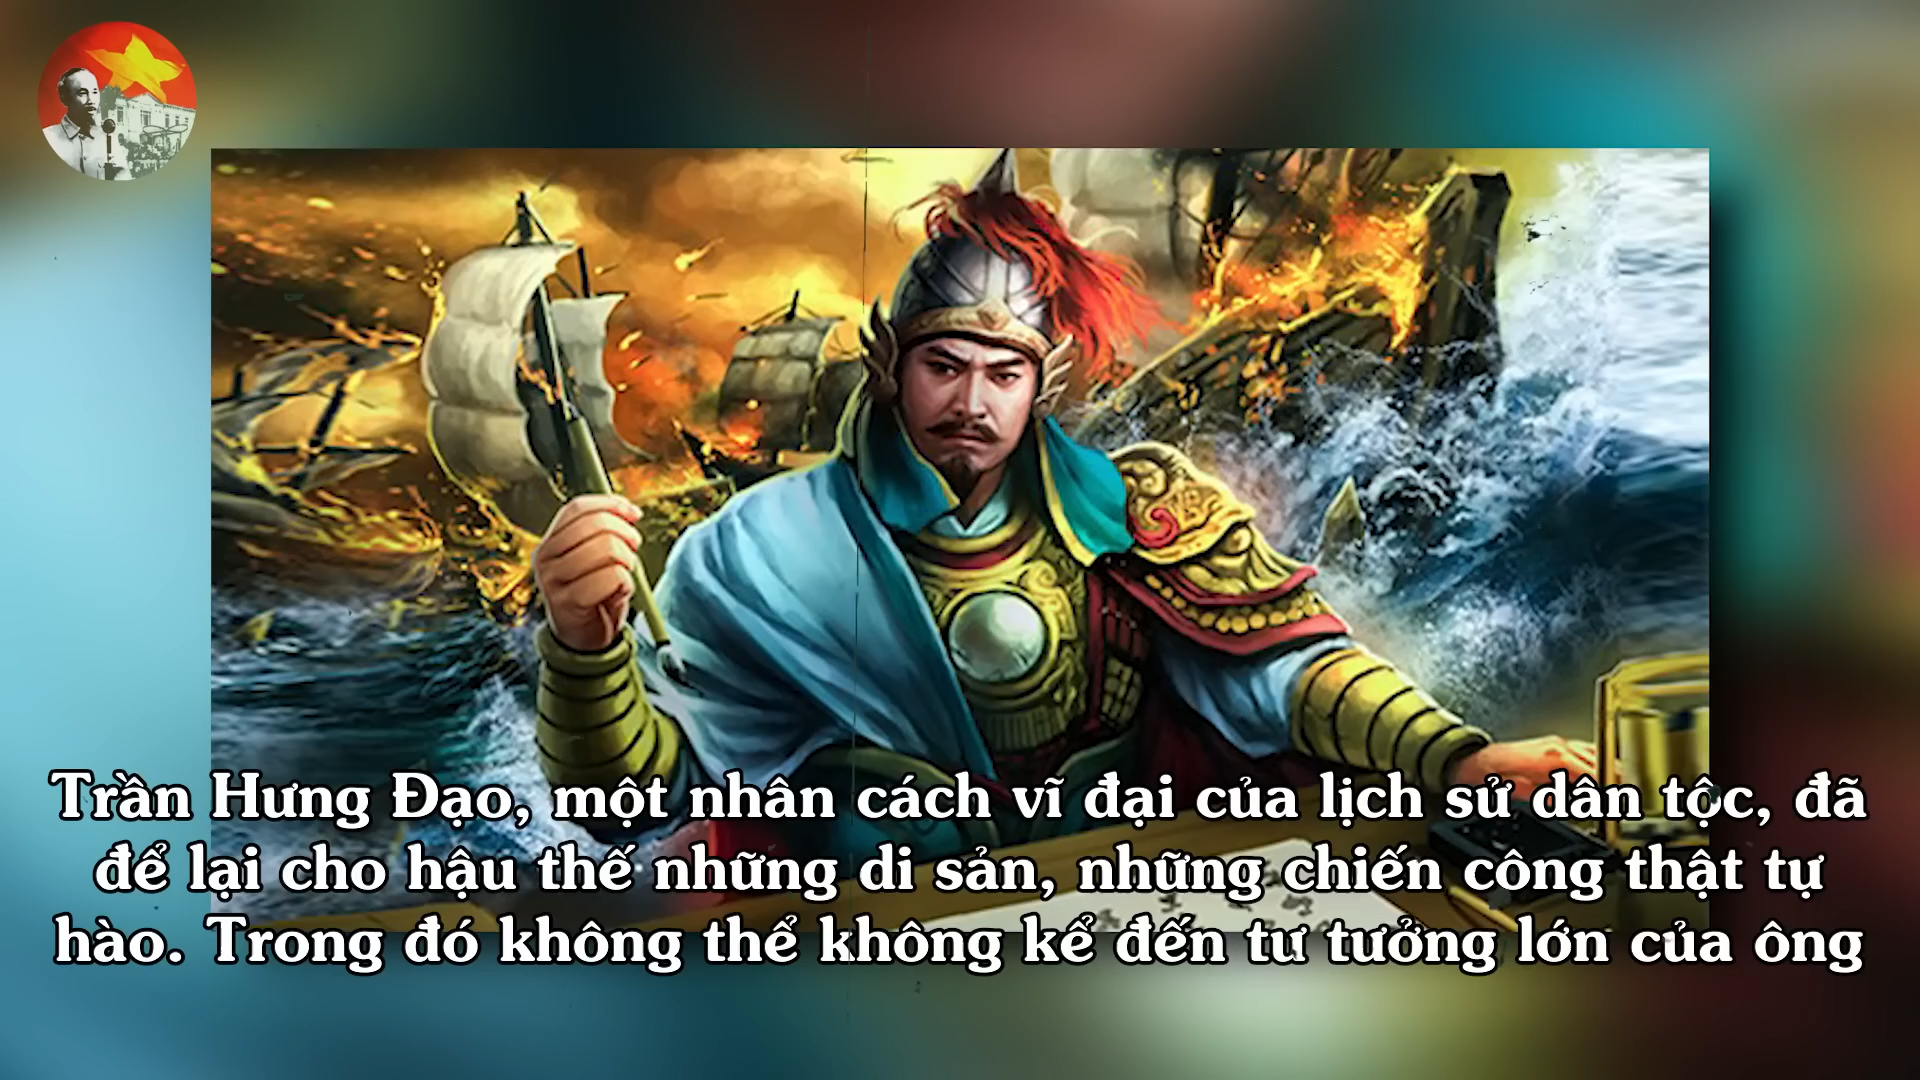 Trần Hưng Đạo, một nhân cách vĩ đại của lịch sử dân tộc, đã
để lại cho hậu thế những di sản, những chiến công thật tự
hào. Trong đó không thể không kể đến tư tưởng lớn của ông